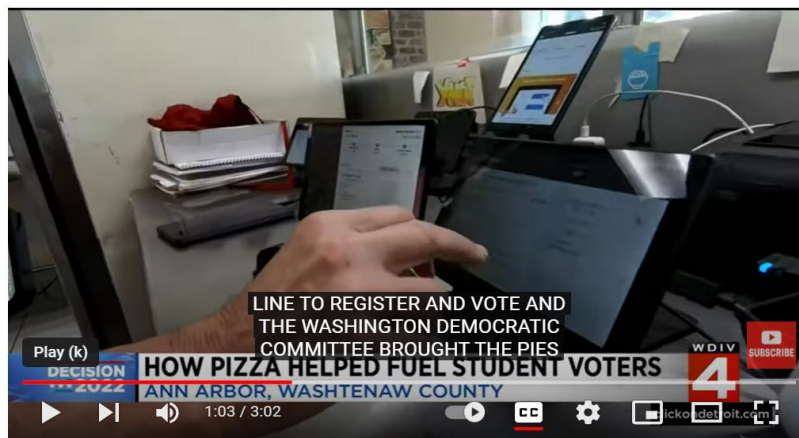 LINE TO REGISTER AND VOTE AND
THE WASHINGTON DEMOCRATIC
COMMITTEE BROUGHT THE PIES
Play (k)
DECISION
2022
HOW PIZZA HELPED FUEL STUDENT VOTERS
ANN ARBOR, WASHTENAW COUNTY
WDIV
4
SUBSCRIBE
1:03 / 3:02
CC
ickondetroit.com